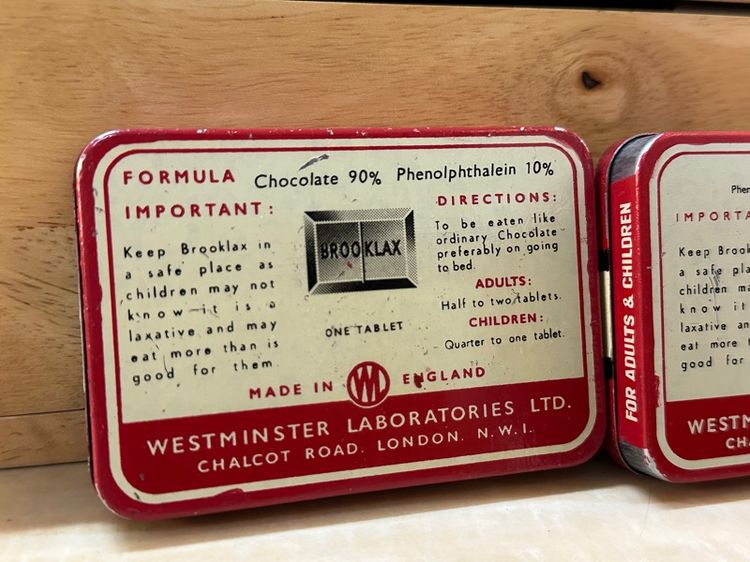 FORMULA Chocolate 90% Phenolphthalein 10%
IMPORTANT:
Keep Brooklax in
a safe place as
children may not
know it is a
laxative and may
eat more than is
good for them.
BROOKLAX
ONE TABLET
DIRECTIONS:
To be eaten like
ordinary Chocolate
preferably on going
to bed.
ADULTS:
Half to two tablets.
CHILDREN:
Quarter to one tablet.
MADE IN WL ENGLAND
WESTMINSTER LABORATORIES LTD.
CHALCOT ROAD. LONDON. N.W.1.
FOR ADULTS & CHILDREN
Phen
IMPORTA
Keep Brook
a safe pla
children ma
know it
laxative an
eat more t
good for
WESTM
CH